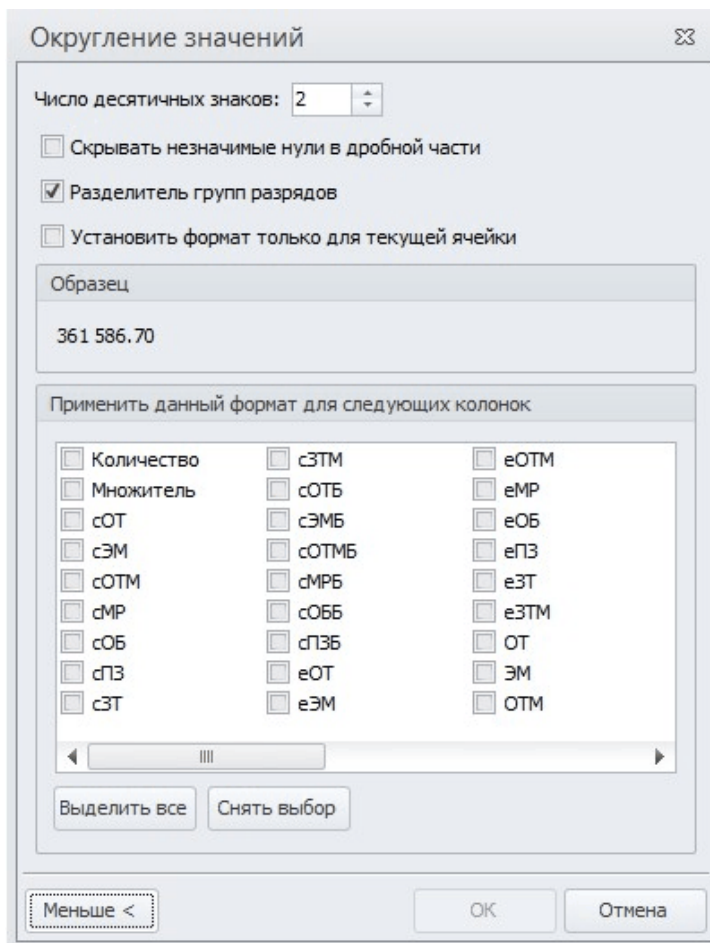 Округление значений
Число десятичных знаков: 2
Скрывать незначимые нули в дробной части
Разделитель групп разрядов
Установить формат только для текущей ячейки
Образец
361 586.70
Применить данный формат для следующих колонок
Количество сЗТМ еОТМ
Множитель сОТБ еМР
сОТ сЭМБ еОБ
сЭМ сОТМБ еПЗ
сОТМ сМРБ еЗТ
сМР сОББ еЗТМ
сОБ сПЗБ ОТ
сПЗ еОТ ЭМ
сЗТ еЭМ ОТМ
Выделить все Снять выбор
Меньше < ОК Отмена